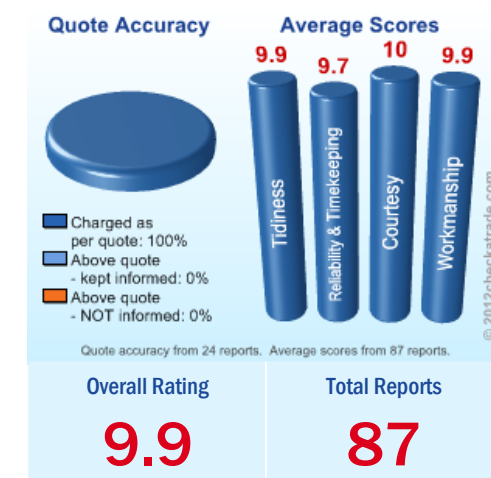 Quote Accuracy
Average Scores
9.9
9.7
10
9.9
Tidiness
Reliability & Timekeeping
Courtesy
Workmanship
Charged as
per quote: 100%
Above quote
- kept informed: 0%
Above quote
- NOT informed: 0%
© 2012checkatrade.com
Quote accuracy from 24 reports. Average scores from 87 reports.
Overall Rating
Total Reports
9.9
87